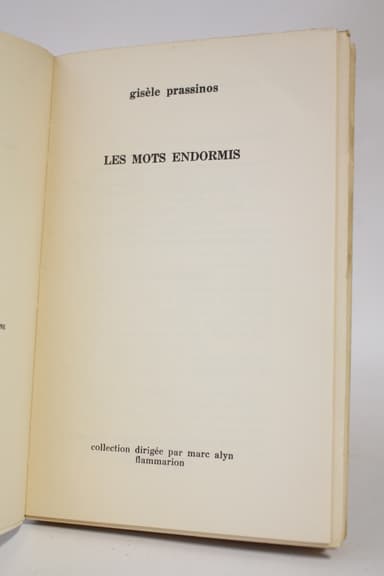 gisèle prassinos
LES MOTS ENDORMIS
collection dirigée par marc alyn
flammarion